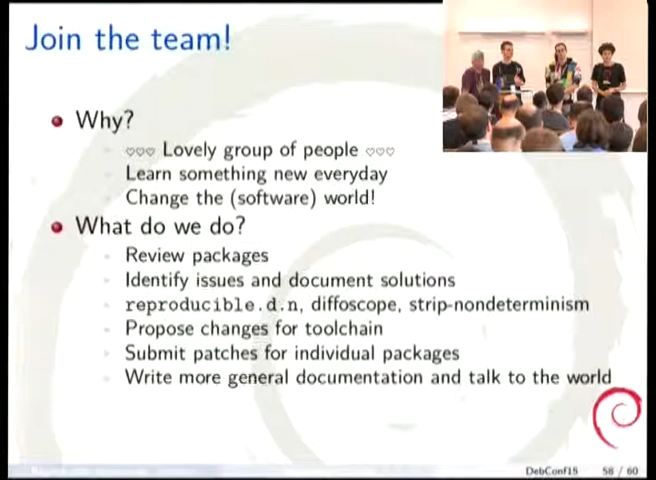 Join the team!
Why?
♡♡♡ Lovely group of people ♡♡♡
Learn something new everyday
Change the (software) world!
What do we do?
Review packages
Identify issues and document solutions
reproducible.d.n, diffoscope, strip-nondeterminism
Propose changes for toolchain
Submit patches for individual packages
Write more general documentation and talk to the world
DebConf15 58 / 60